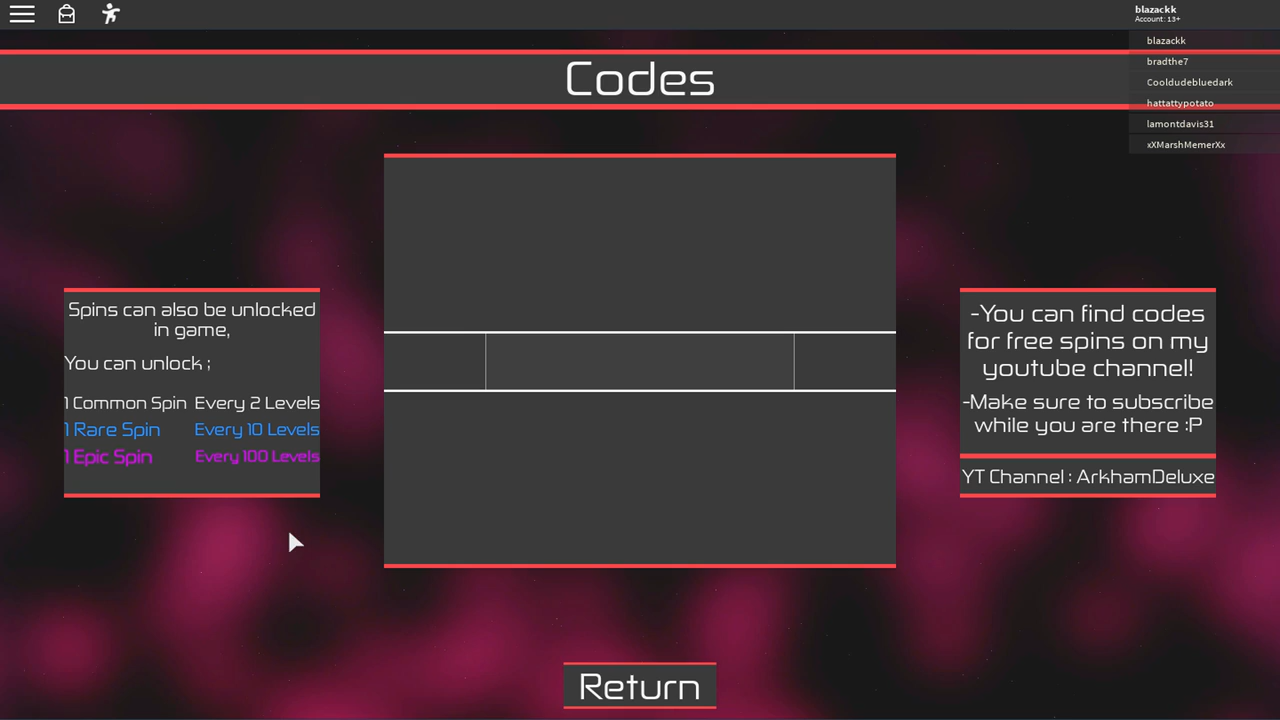 blazackk
Account: 13+
blazackk
bradthe7
Cooldudebluedark
hattattypotato
lamontdavis31
xXMarshMemerXx
Codes
Spins can also be unlocked
in game,
You can unlock ;
1 Common Spin Every 2 Levels
1 Rare Spin Every 10 Levels
1 Epic Spin Every 100 Levels
-You can find codes
for free spins on my
youtube channel!
-Make sure to subscribe
while you are there :P
YT Channel : ArkhamDeluxe
Return